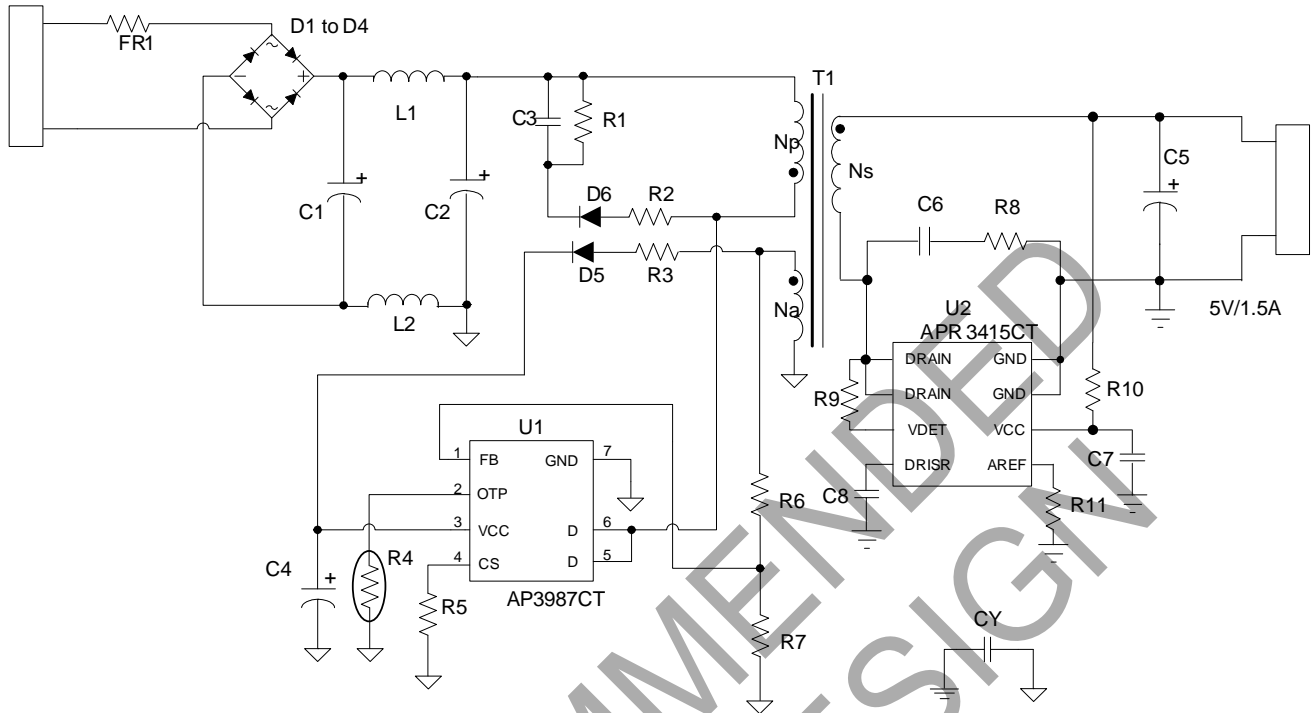 D1 to D4
FR1
T1
L1
C3
R1
Np
Ns
C5
+
+
+
C1
C2
D6
R2
C6
R8
D5
R3
L2
Na
5V/1.5A
U2
APR 3415CT
DRAIN
GND
DRAIN
GND
R9
R10
VDET
VCC
DRISR
AREF
C7
C8
R11
U1
1
FB
GND
7
2
OTP
R6
3
VCC
D
6
4
CS
D
5
R4
C4
+
R5
AP3987CT
R7
CY
MMENDED
ESIGN